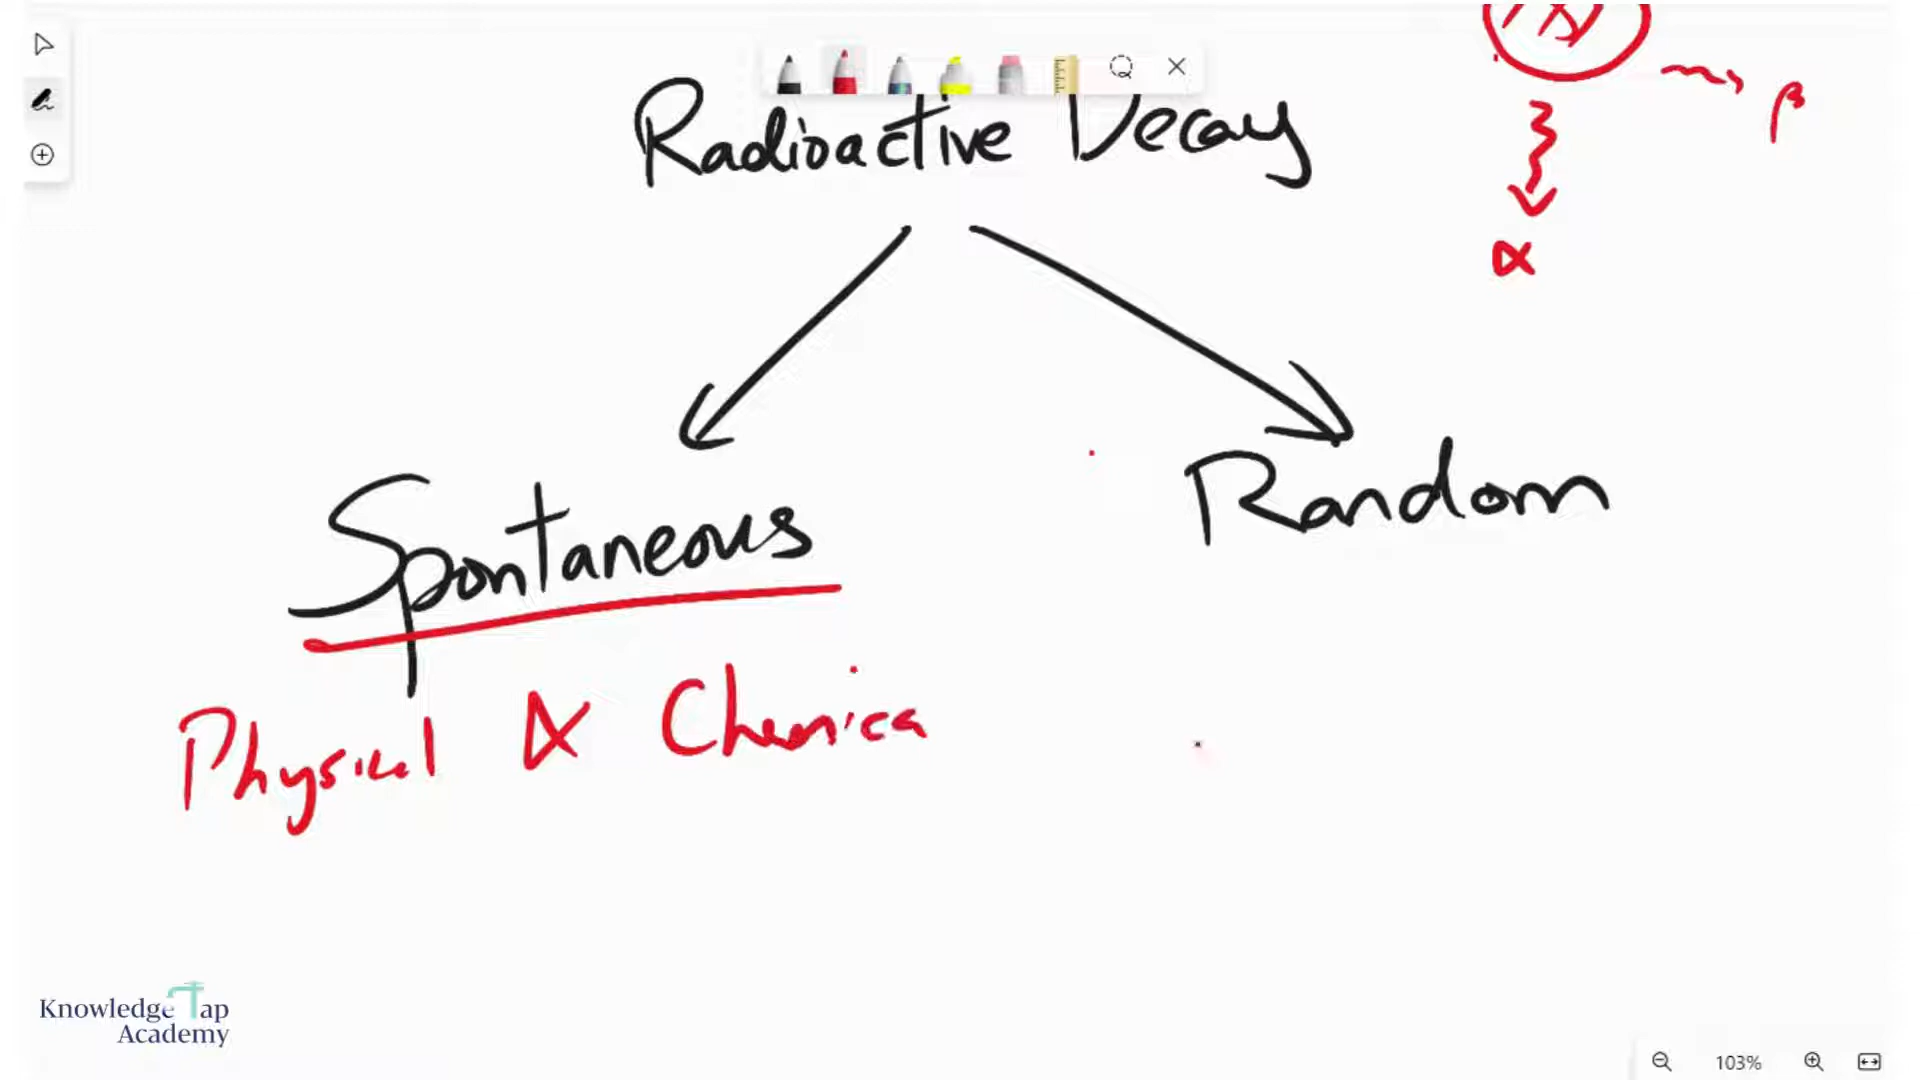 Radioactive Decay
β
α
Spontaneous
Random
Physical & Chemica
Knowledge Tap
Academy
103%